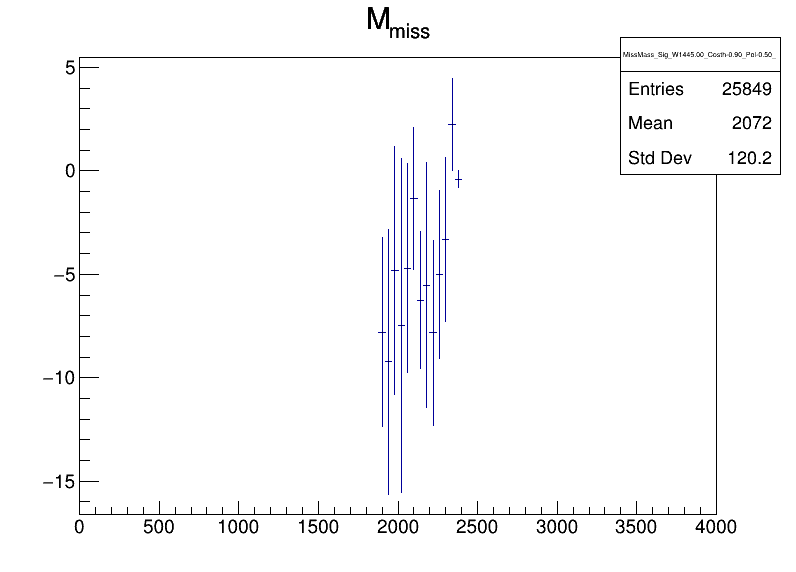 M_miss
MissMass_Sig_W1445.00_Costh-0.90_Pol-0.50_
Entries 25849
Mean 2072
Std Dev 120.2
5
0
−5
−10
−15
0 500 1000 1500 2000 2500 3000 3500 4000